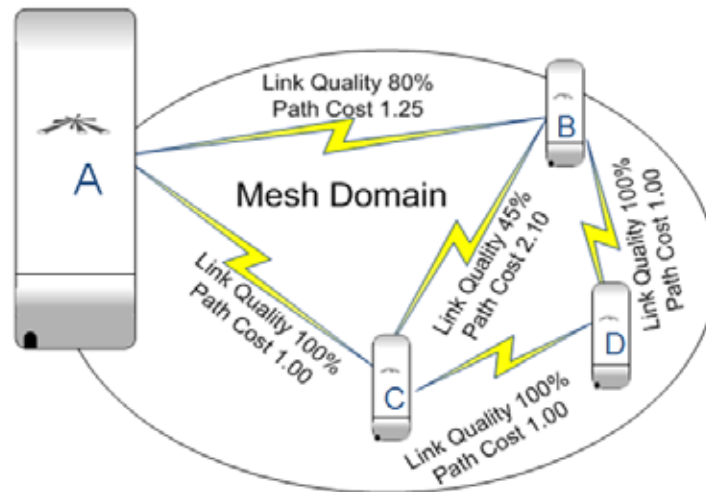 Link Quality 80%
Path Cost 1.25
B
A
Mesh Domain
Link Quality 45%
Path Cost 2.10
Link Quality 100%
Path Cost 1.00
Link Quality 100%
Path Cost 1.00
D
C
Link Quality 100%
Path Cost 1.00